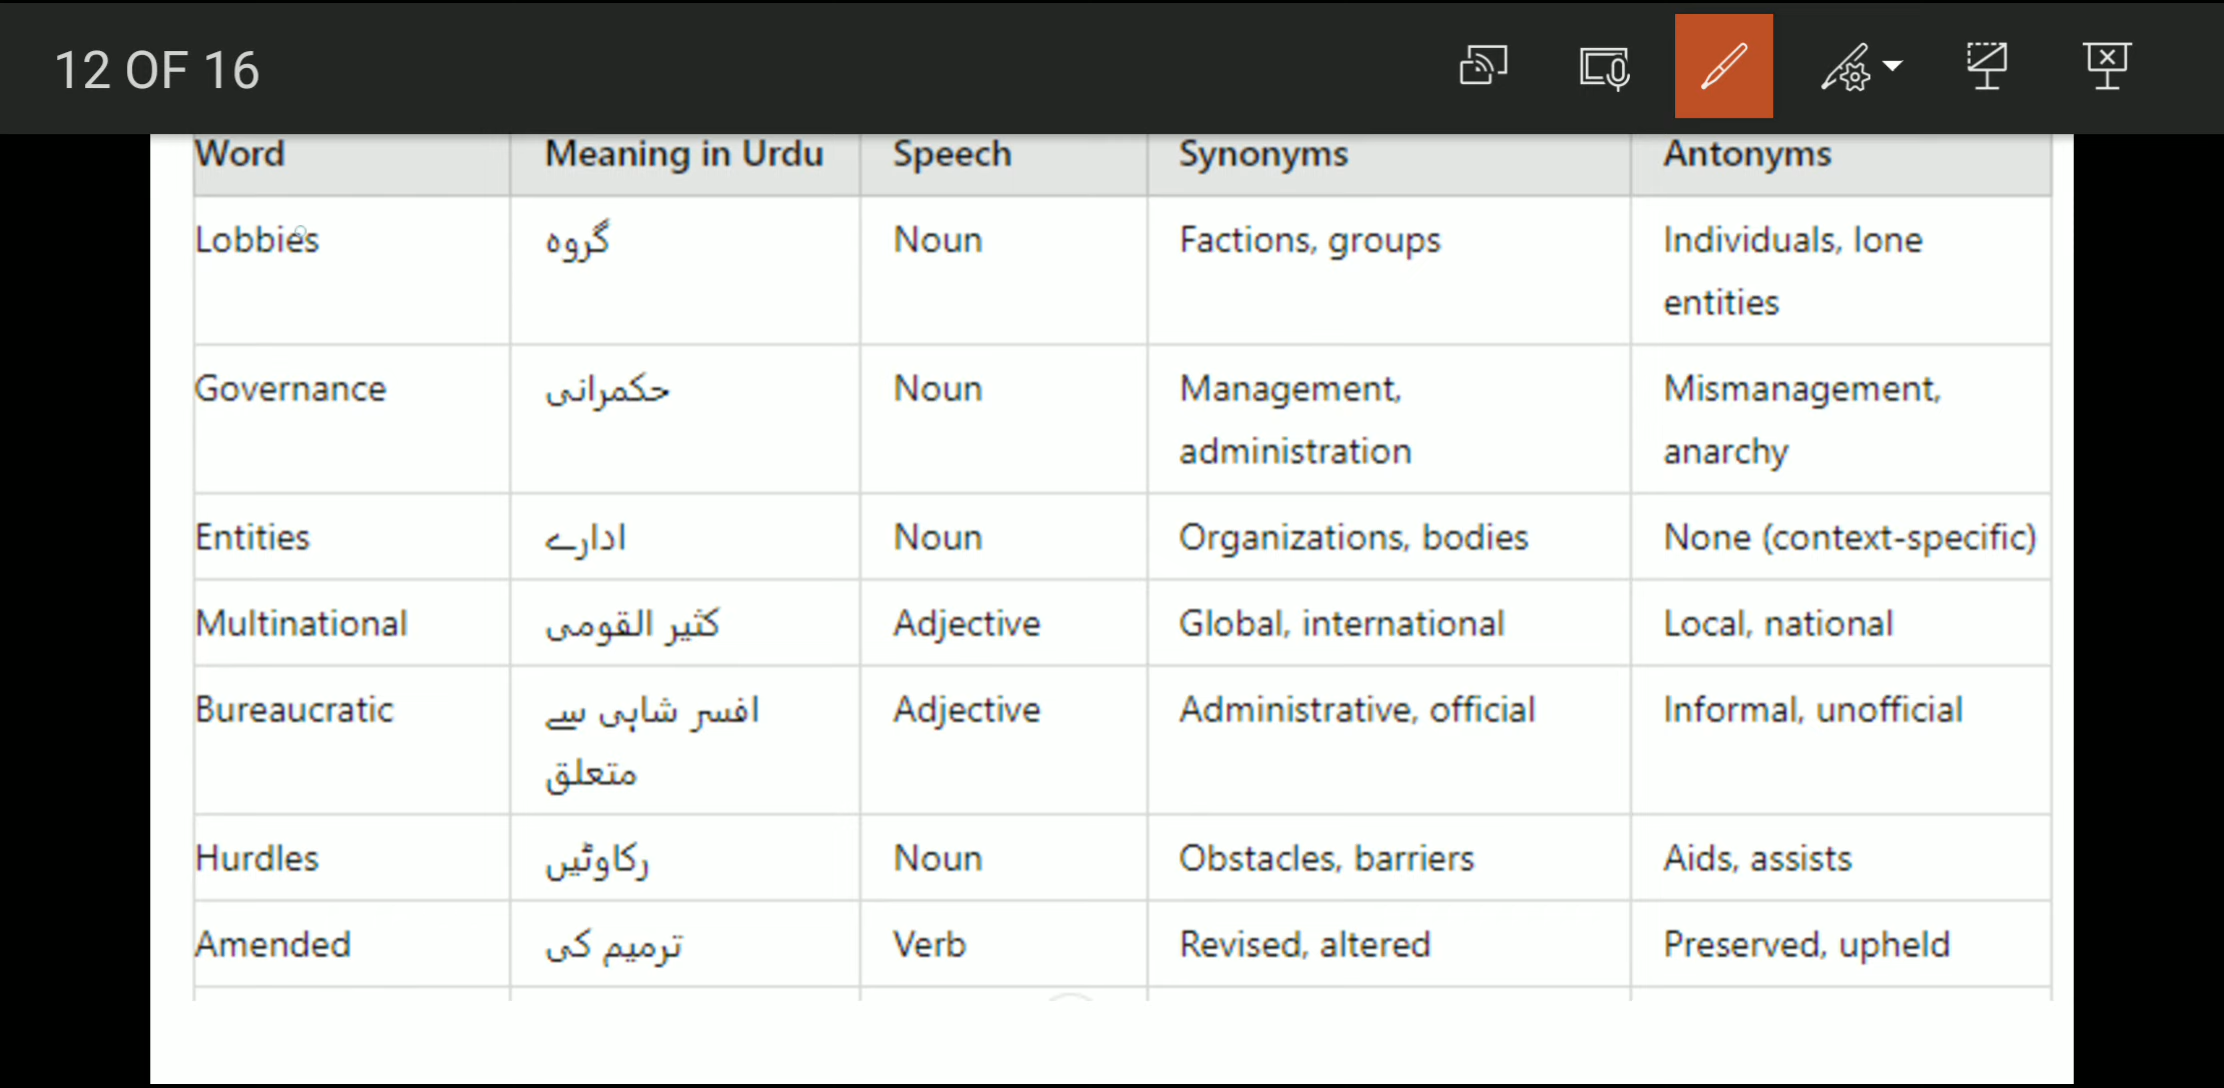 12 OF 16
Word Meaning in Urdu Speech Synonyms Antonyms
Lobbies گروہ Noun Factions, groups Individuals, lone
entities
Governance حکمرانی Noun Management, Mismanagement,
administration anarchy
Entities ادارے Noun Organizations, bodies None (context-specific)
Multinational کثیر القومی Adjective Global, international Local, national
Bureaucratic افسر شاہی سے Adjective Administrative, official Informal, unofficial
متعلق
Hurdles رکاوٹیں Noun Obstacles, barriers Aids, assists
Amended ترمیم کی Verb Revised, altered Preserved, upheld